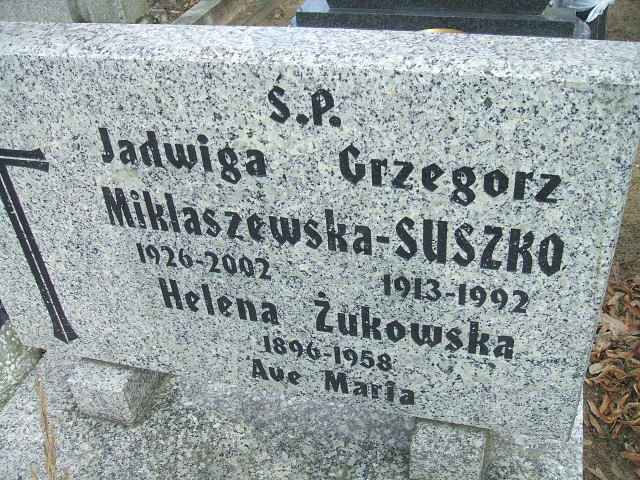 Ś.P.
Jadwiga Grzegorz
Miklaszewska-SUSZKO
1926-2002 1913-1992
Helena Żukowska
1896-1958
Ave Maria